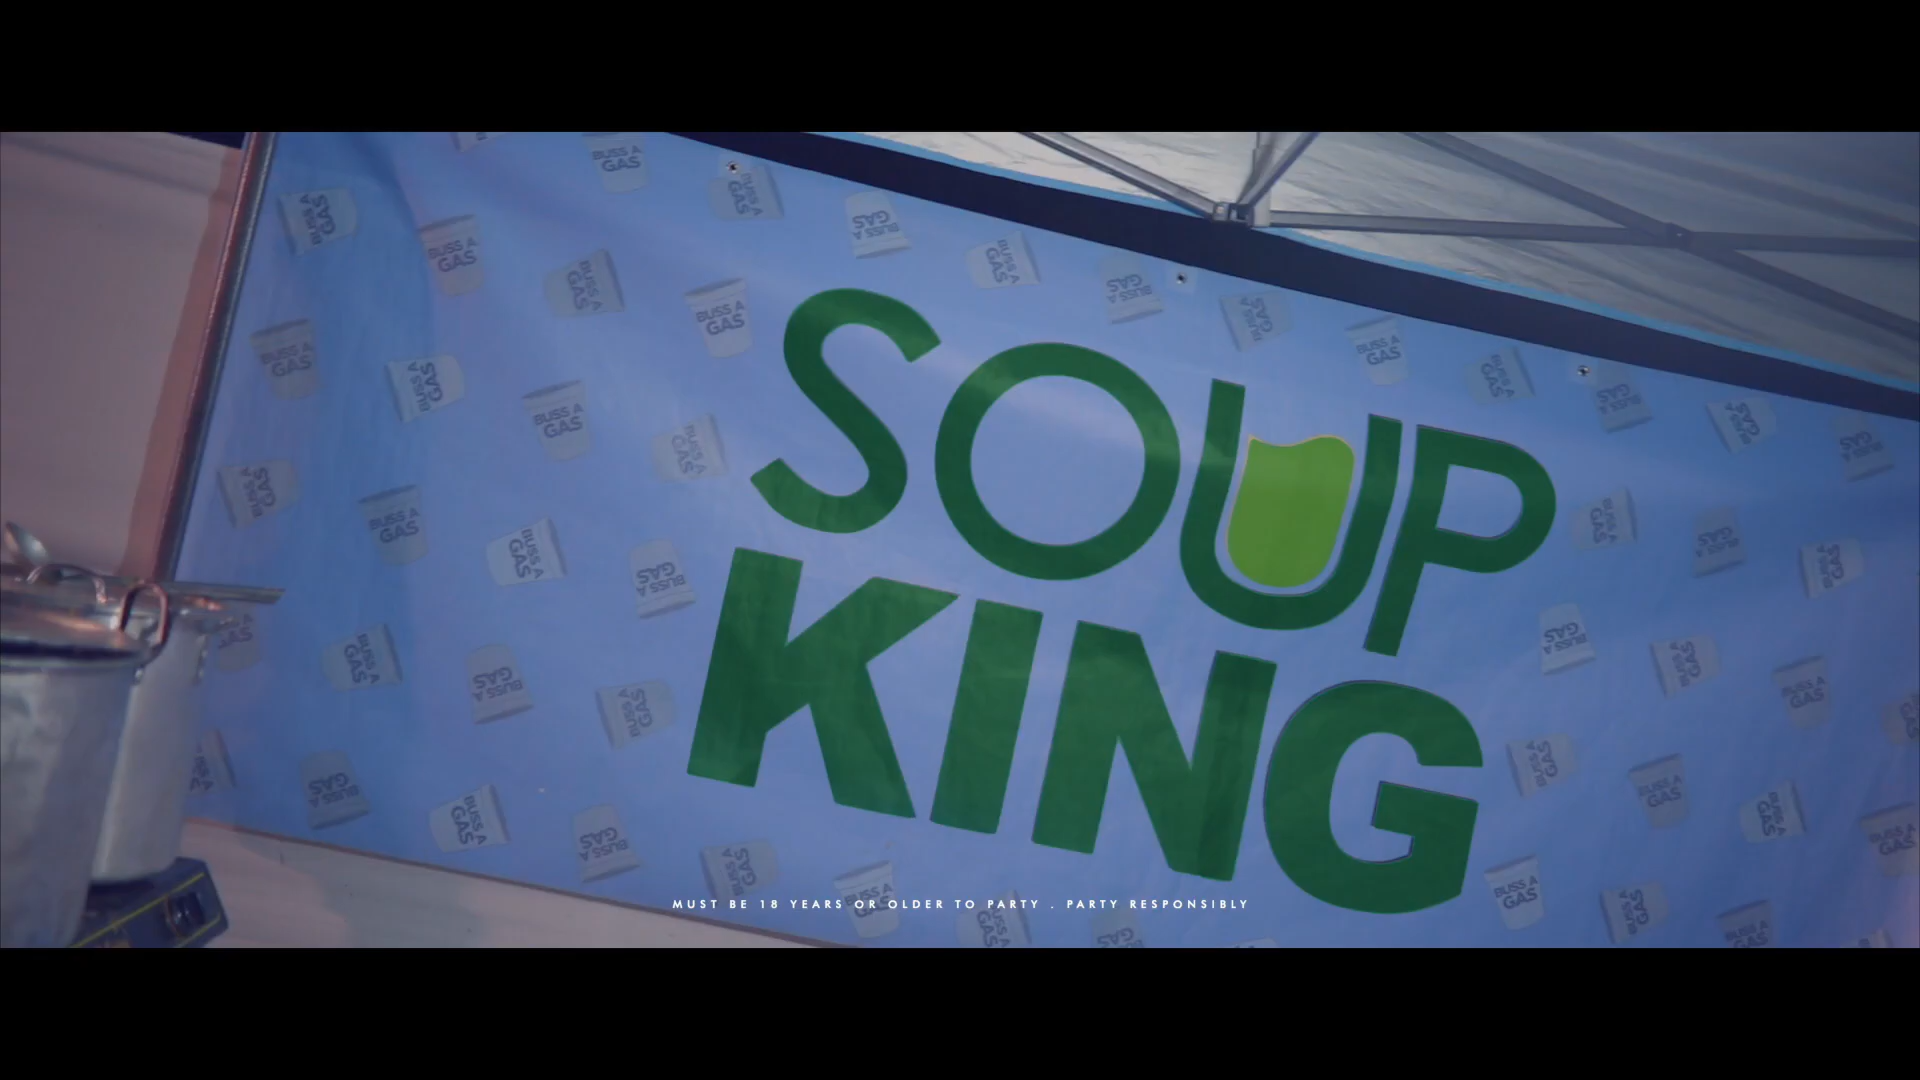 SOUP
KING
BUSS A
GAS
MUST BE 18 YEARS OR OLDER TO PARTY . PARTY RESPONSIBLY